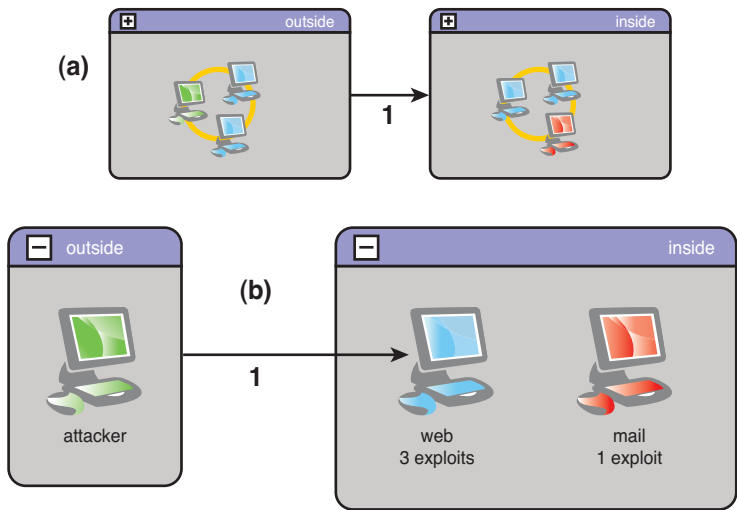 outside
inside
(a)
1
outside
inside
(b)
1
attacker
web
3 exploits
mail
1 exploit